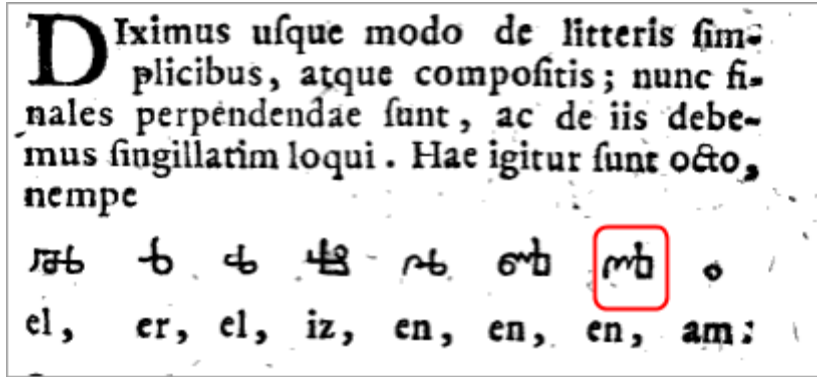 DIximus uſque modo de litteris ſim-
plicibus, atque compoſitis; nunc fi-
nales perpendendae ſunt, ac de iis debe-
mus ſingillatim loqui. Hae igitur ſunt octo,
nempe
el, er, el, iz, en, en, en, am: